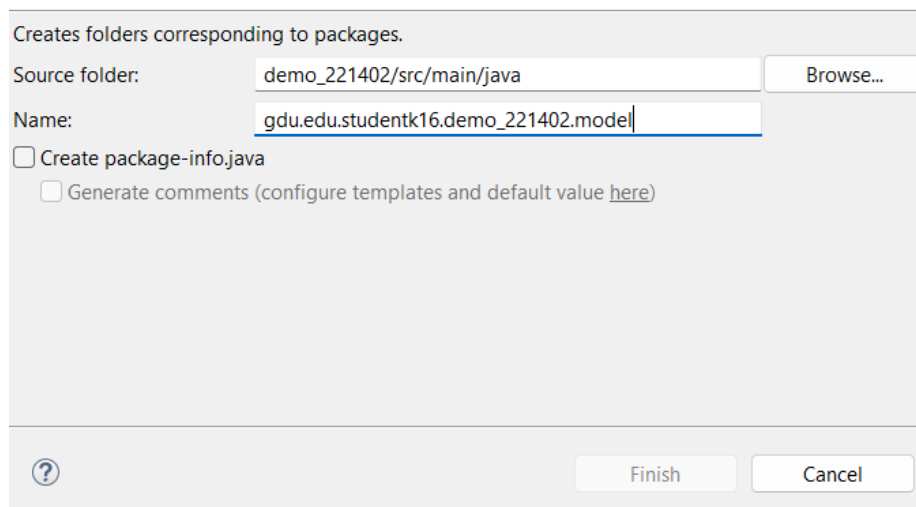 Creates folders corresponding to packages.
Source folder: demo_221402/src/main/java Browse...
Name: gdu.edu.studentk16.demo_221402.model
Create package-info.java
Generate comments (configure templates and default value here)
? Finish Cancel